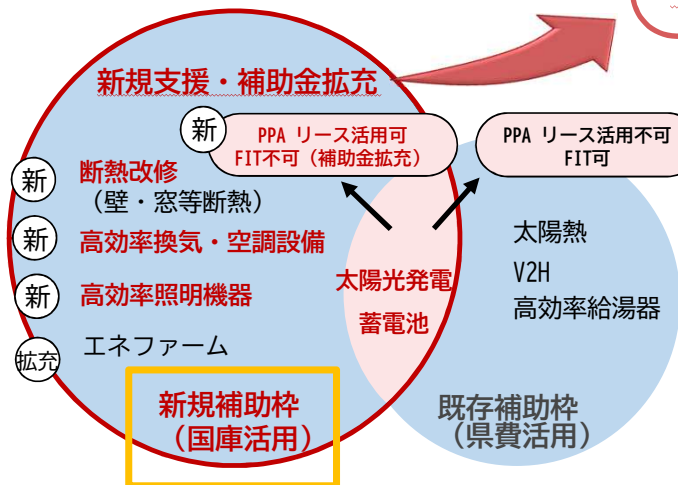 新規支援・補助金拡充
新
PPA リース活用可
FIT不可（補助金拡充）
PPA リース活用不可
FIT可
新
断熱改修
（壁・窓等断熱）
新
高効率換気・空調設備
新
高効率照明機器
拡充
エネファーム
太陽光発電
蓄電池
太陽熱
V2H
高効率給湯器
新規補助枠
（国庫活用）
既存補助枠
（県費活用）